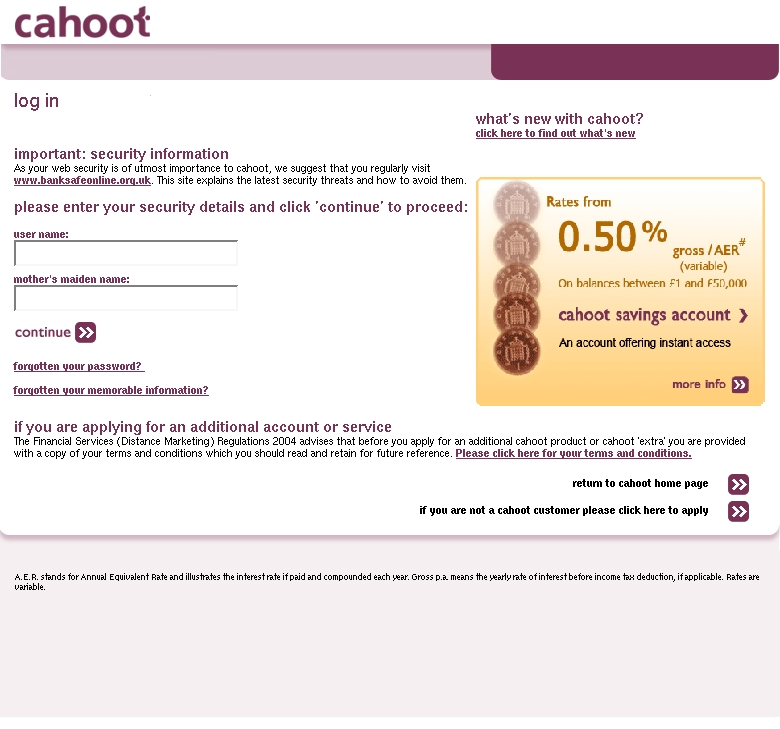 cahoot
log in
what's new with cahoot?
click here to find out what's new
important: security information
As your web security is of utmost importance to cahoot, we suggest that you regularly visit
www.banksafeonline.org.uk. This site explains the latest security threats and how to avoid them.
please enter your security details and click 'continue' to proceed:
user name:
mother's maiden name:
continue
forgotten your password?
forgotten your memorable information?
Rates from
0.50%
gross / AER#
(variable)
On balances between £1 and £50,000
cahoot savings account
An account offering instant access
more info
if you are applying for an additional account or service
The Financial Services (Distance Marketing) Regulations 2004 advises that before you apply for an additional cahoot product or cahoot 'extra' you are provided
with a copy of your terms and conditions which you should read and retain for future reference. Please click here for your terms and conditions.
return to cahoot home page
if you are not a cahoot customer please click here to apply
A.E.R. stands for Annual Equivalent Rate and illustrates the interest rate if paid and compounded each year. Gross p.a. means the yearly rate of interest before income tax deduction, if applicable. Rates are
variable.